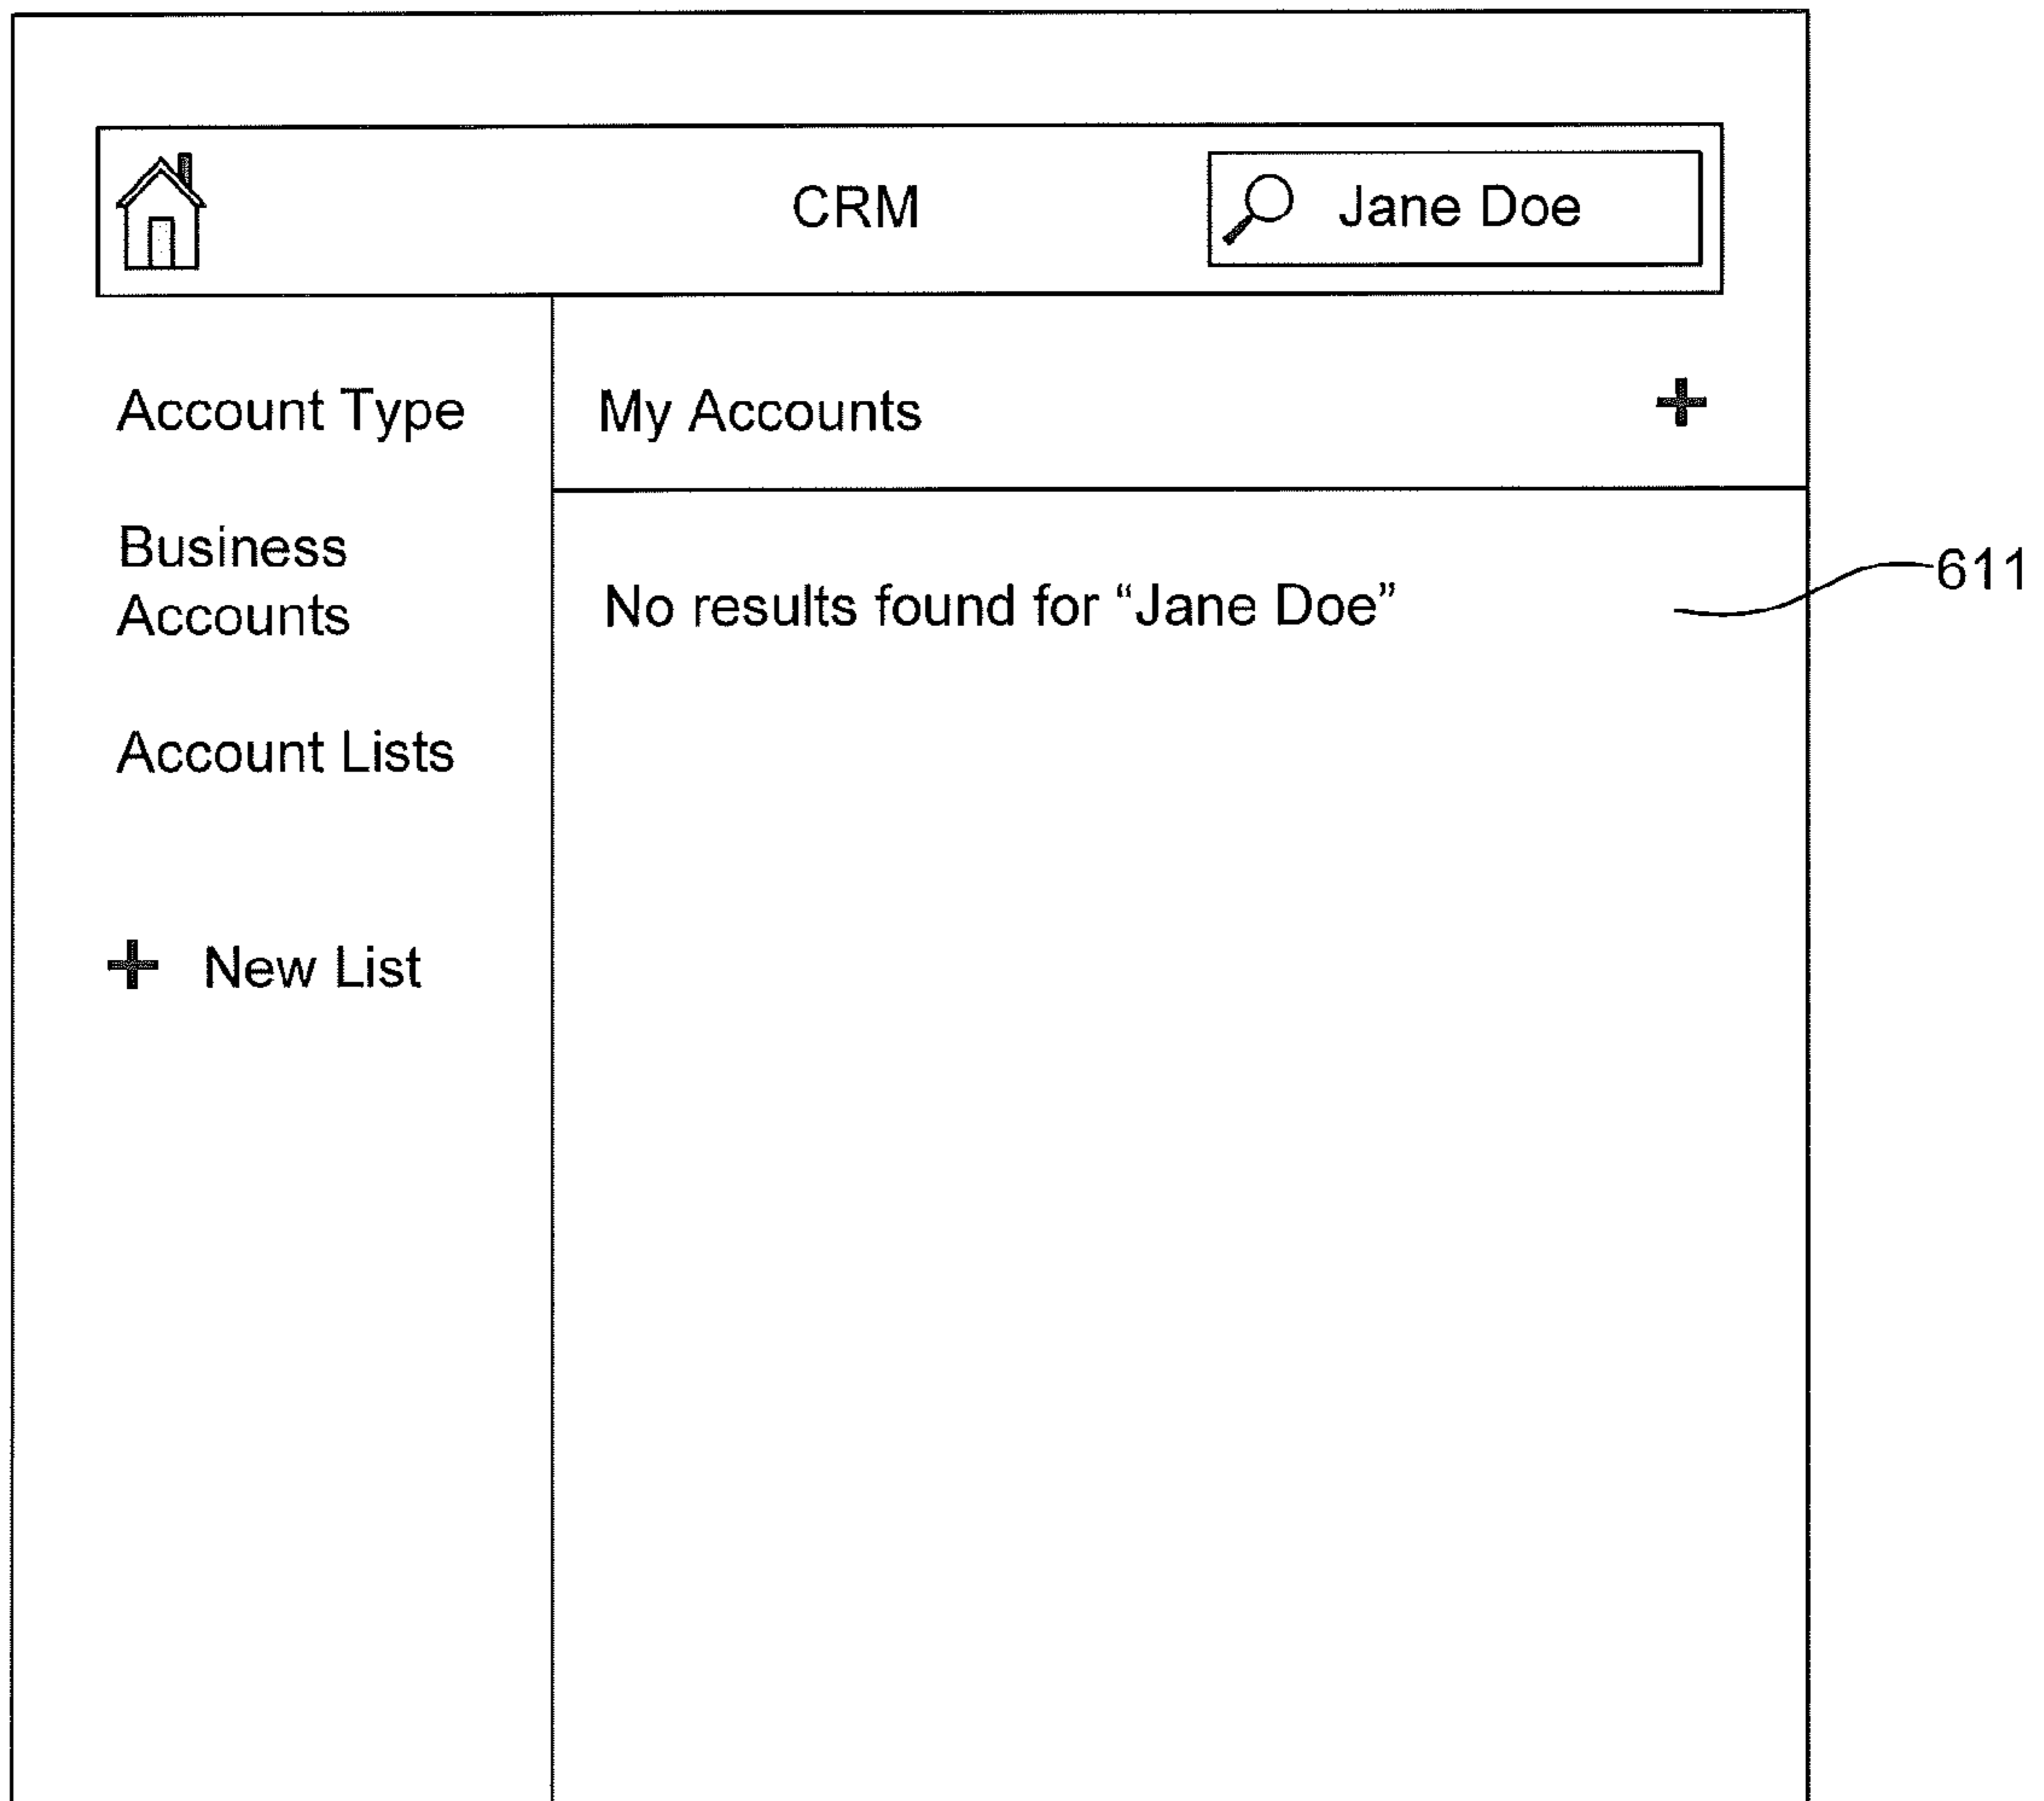 CRM
Jane Doe
Account Type
My Accounts
+
Business
Accounts
No results found for “Jane Doe”
611
Account Lists
+ New List